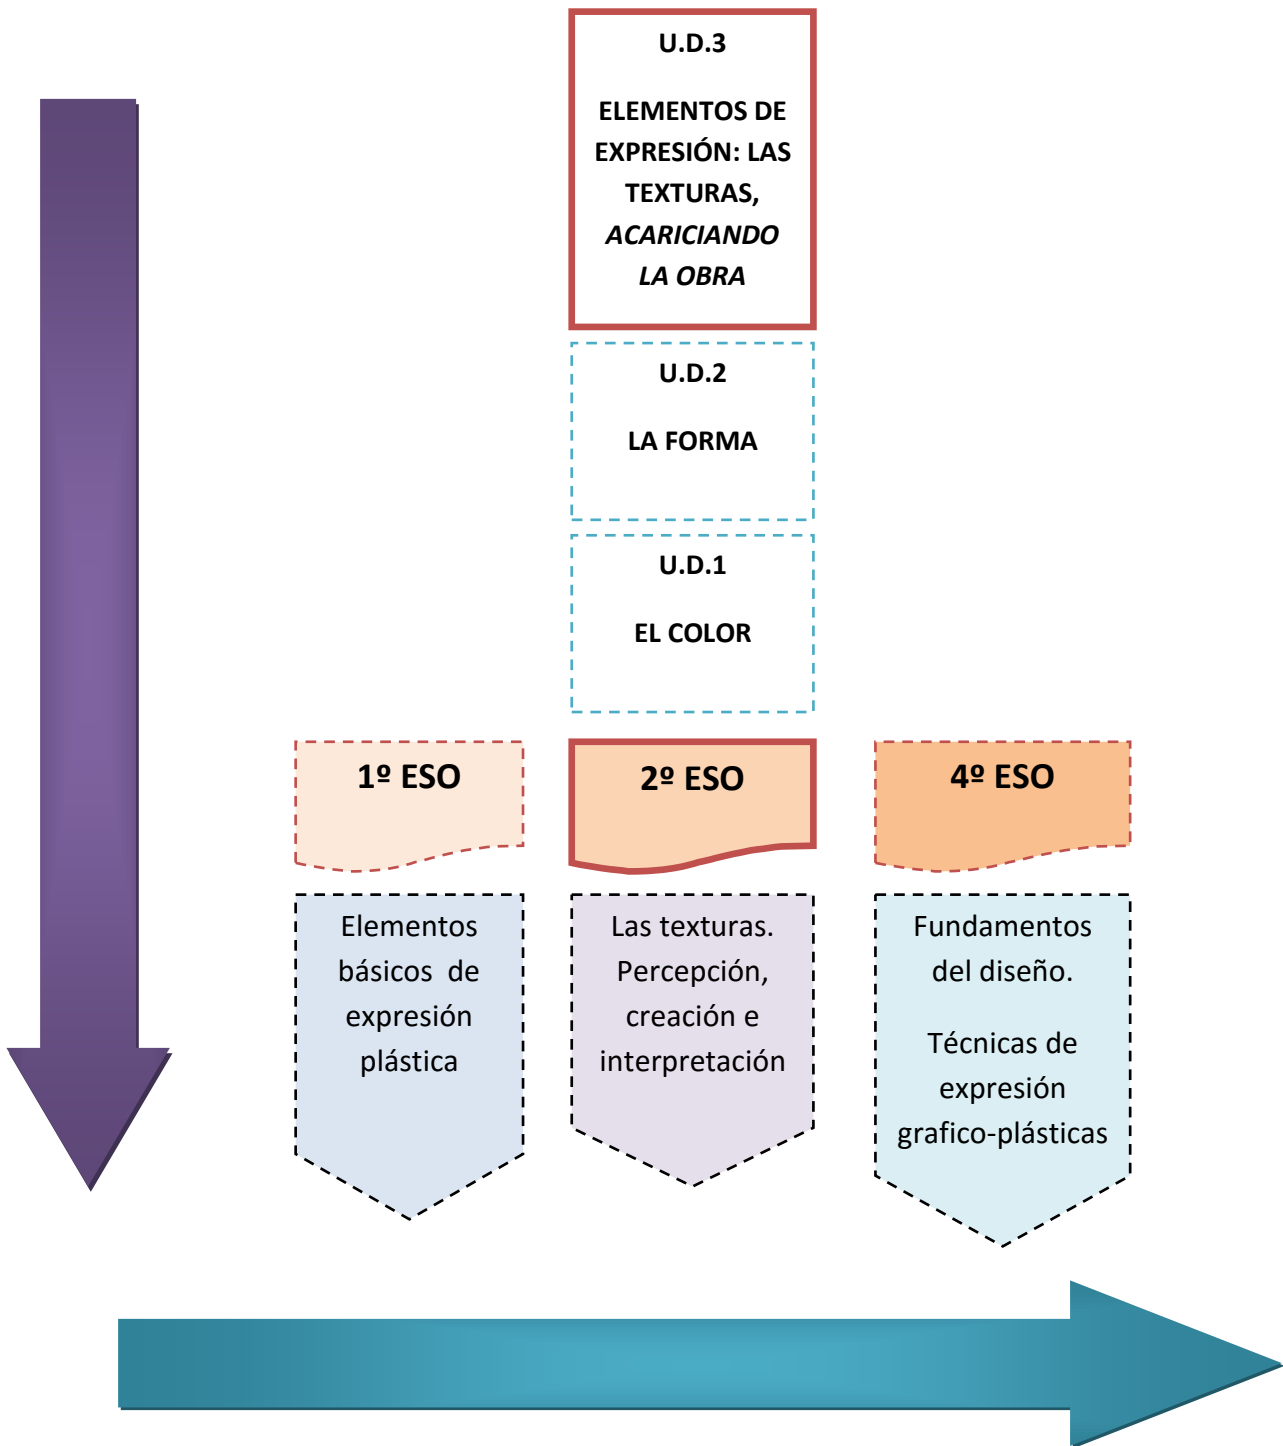 U.D.3
ELEMENTOS DE
EXPRESIÓN: LAS
TEXTURAS,
ACARICIANDO
LA OBRA
U.D.2
LA FORMA
U.D.1
EL COLOR
1º ESO
2º ESO
4º ESO
Elementos
básicos de
expresión
plástica
Las texturas.
Percepción,
creación e
interpretación
Fundamentos
del diseño.
Técnicas de
expresión
grafico-plásticas